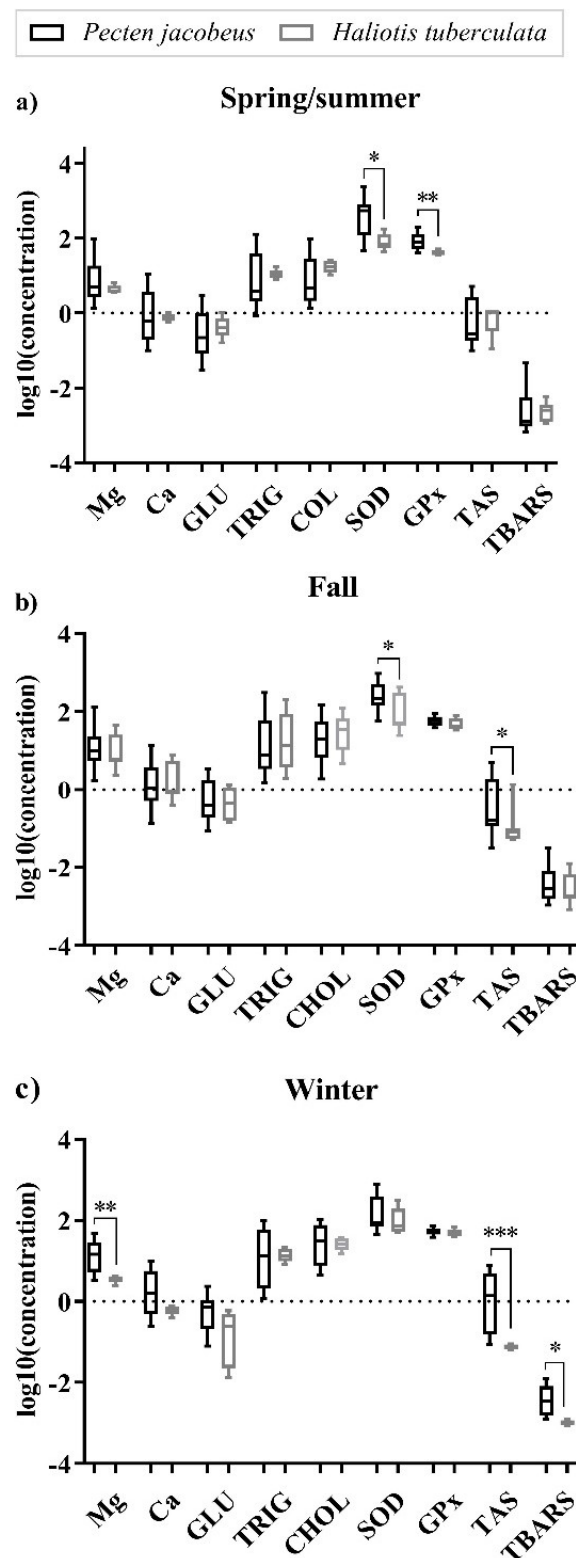 Pecten jacobeus Haliotis tuberculata
a) Spring/summer
log10(concentration)
4
2
0
-2
-4
* **
Mg Ca GLU TRIG COL SOD GPx TAS TBARS
b) Fall
log10(concentration)
4
2
0
-2
-4
* *
Mg Ca GLU TRIG CHOL SOD GPx TAS TBARS
c) Winter
log10(concentration)
4
2
0
-2
-4
** *** *
Mg Ca GLU TRIG CHOL SOD GPx TAS TBARS